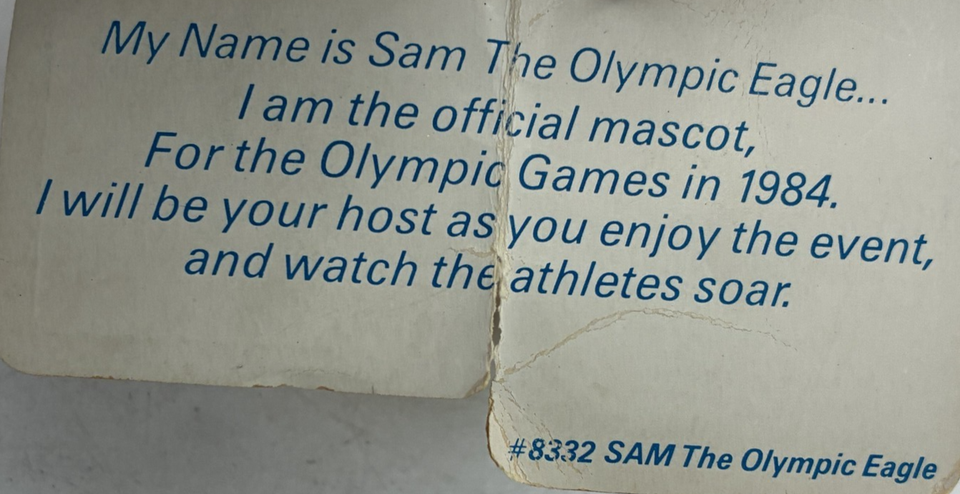 My Name is Sam The Olympic Eagle...
I am the official mascot,
For the Olympic Games in 1984.
I will be your host as you enjoy the event,
and watch the athletes soar.
#8332 SAM The Olympic Eagle